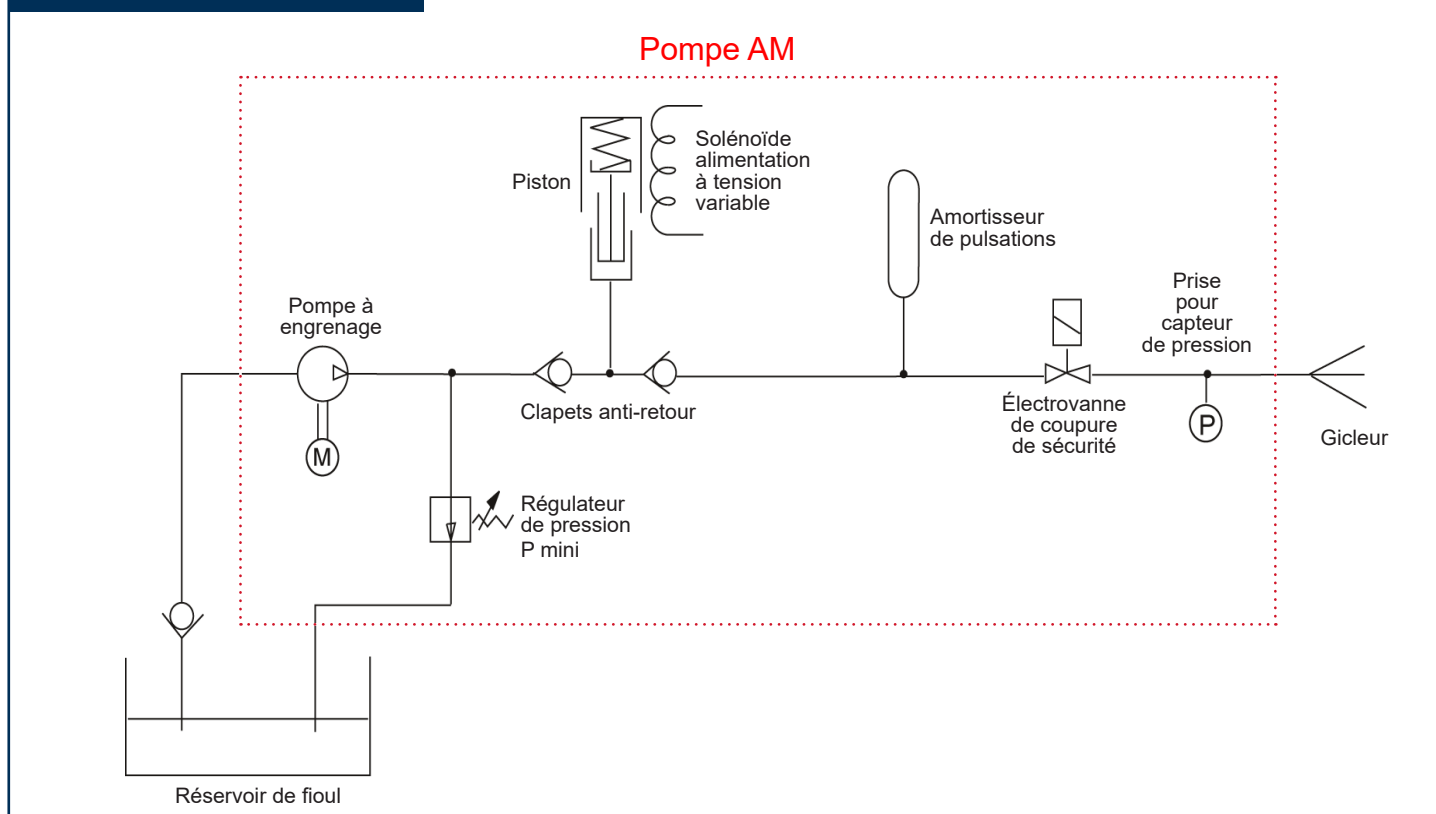 Pompe AM
Solénoïde
alimentation
à tension
variable
Piston
Amortisseur
de pulsations
Prise
pour
capteur
de pression
Pompe à
engrenage
Clapets anti-retour
Électrovanne
de coupure
de sécurité
P
Gicleur
M
Régulateur
de pression
P mini
Réservoir de fioul